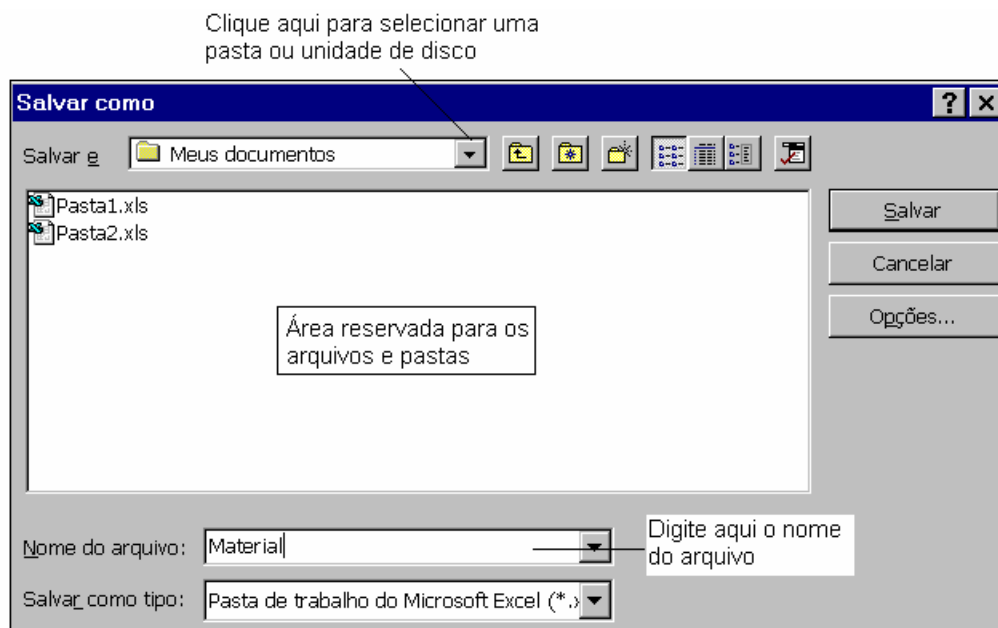 Clique aqui para selecionar uma
pasta ou unidade de disco
Salvar como
Salvar e
Meus documentos
Pasta1.xls
Pasta2.xls
Salvar
Cancelar
Opções...
Área reservada para os
arquivos e pastas
Nome do arquivo:
Material
Digite aqui o nome
do arquivo
Salvar como tipo:
Pasta de trabalho do Microsoft Excel (*.x